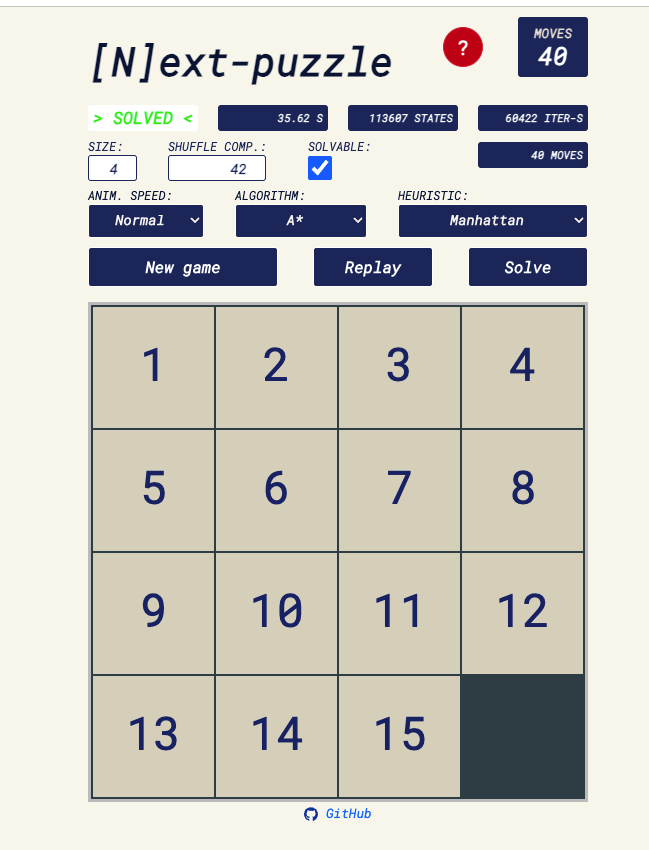 [N]ext-puzzle
?
MOVES
40
> SOLVED <
35.62 S
113607 STATES
60422 ITER-S
SIZE:
4
SHUFFLE COMP.:
42
SOLVABLE:
40 MOVES
ANIM. SPEED:
Normal
ALGORITHM:
A*
HEURISTIC:
Manhattan
New game
Replay
Solve
1 2 3 4
5 6 7 8
9 10 11 12
13 14 15
GitHub